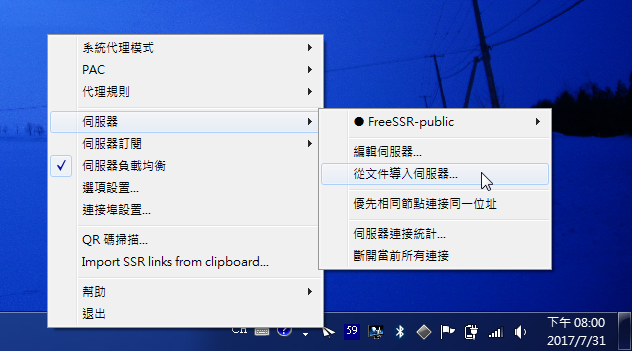 系統代理模式
PAC
代理規則
伺服器
伺服器訂閱
伺服器負載均衡
選項設置...
連接埠設置...
QR 碼掃描...
Import SSR links from clipboard...
幫助
退出
● FreeSSR-public
編輯伺服器...
從文件導入伺服器...
優先相同節點連接同一位址
伺服器連接統計...
斷開當前所有連接
CH
59
下午 08:00
2017/7/31